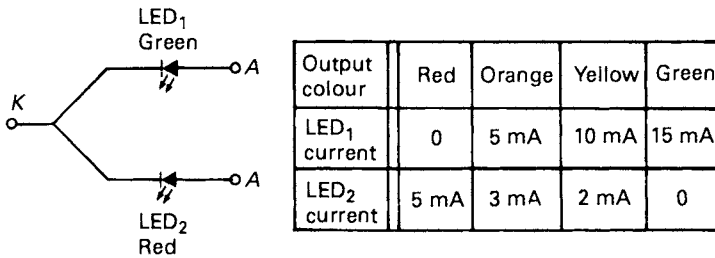 LED1
Green
A
K
A
LED2
Red
Output colour | Red | Orange | Yellow | Green
LED1 current | 0 | 5 mA | 10 mA | 15 mA
LED2 current | 5 mA | 3 mA | 2 mA | 0